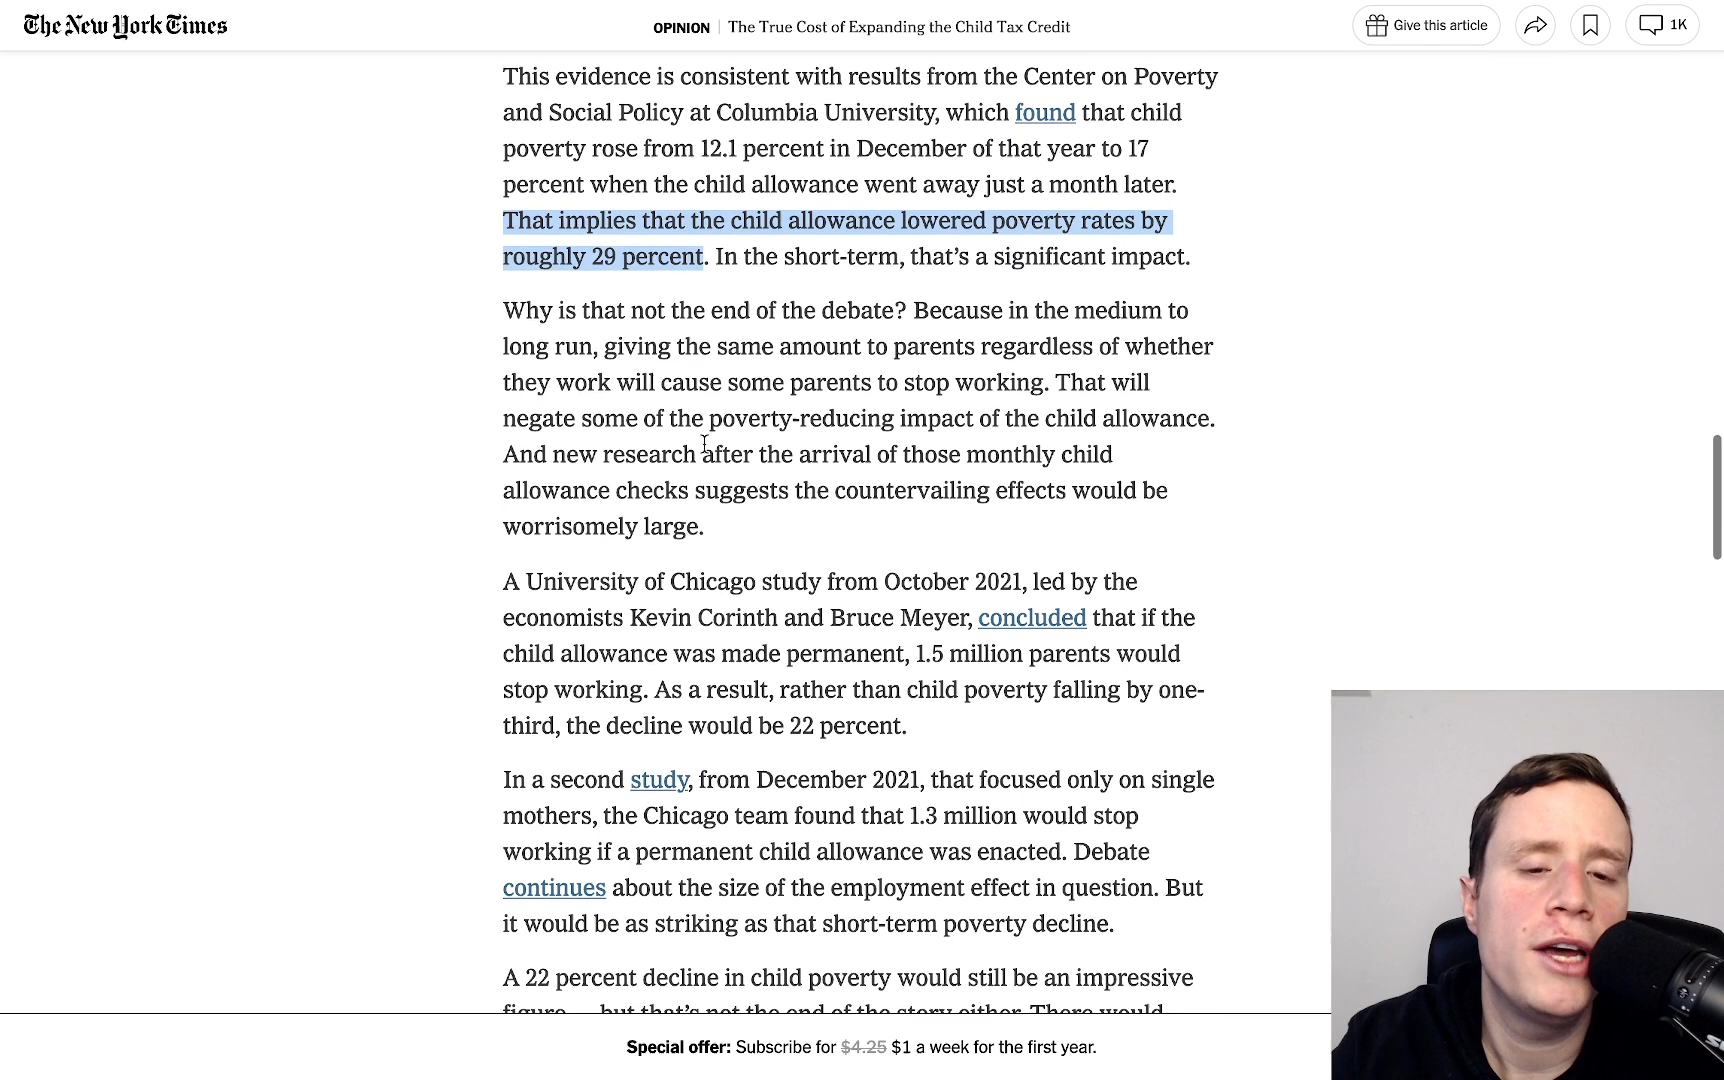 The New York Times
OPINION | The True Cost of Expanding the Child Tax Credit
Give this article
1K
This evidence is consistent with results from the Center on Poverty
and Social Policy at Columbia University, which found that child
poverty rose from 12.1 percent in December of that year to 17
percent when the child allowance went away just a month later.
That implies that the child allowance lowered poverty rates by
roughly 29 percent. In the short-term, that’s a significant impact.
Why is that not the end of the debate? Because in the medium to
long run, giving the same amount to parents regardless of whether
they work will cause some parents to stop working. That will
negate some of the poverty-reducing impact of the child allowance.
And new research after the arrival of those monthly child
allowance checks suggests the countervailing effects would be
worrisomely large.
A University of Chicago study from October 2021, led by the
economists Kevin Corinth and Bruce Meyer, concluded that if the
child allowance was made permanent, 1.5 million parents would
stop working. As a result, rather than child poverty falling by one-
third, the decline would be 22 percent.
In a second study, from December 2021, that focused only on single
mothers, the Chicago team found that 1.3 million would stop
working if a permanent child allowance was enacted. Debate
continues about the size of the employment effect in question. But
it would be as striking as that short-term poverty decline.
A 22 percent decline in child poverty would still be an impressive
figure — but that’s not the end of the story either. There would
Special offer: Subscribe for $4.25 $1 a week for the first year.